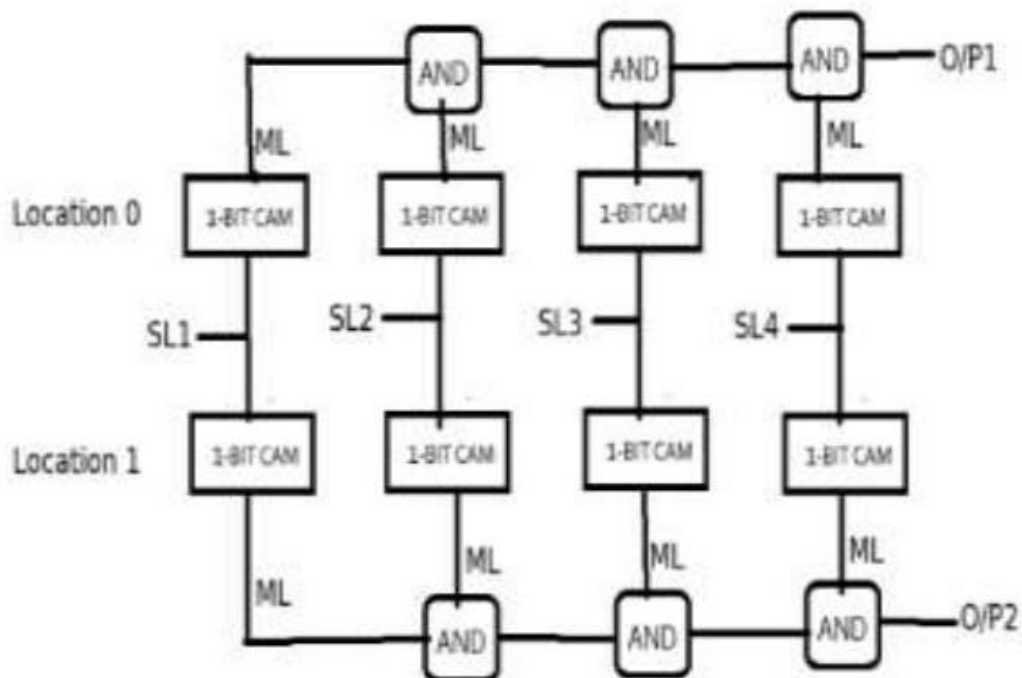 AND AND AND O/P1
ML ML ML ML
Location 0 1-BIT CAM 1-BIT CAM 1-BIT CAM 1-BIT CAM
SL1 SL2 SL3 SL4
Location 1 1-BIT CAM 1-BIT CAM 1-BIT CAM 1-BIT CAM
ML ML ML ML
AND AND AND O/P2